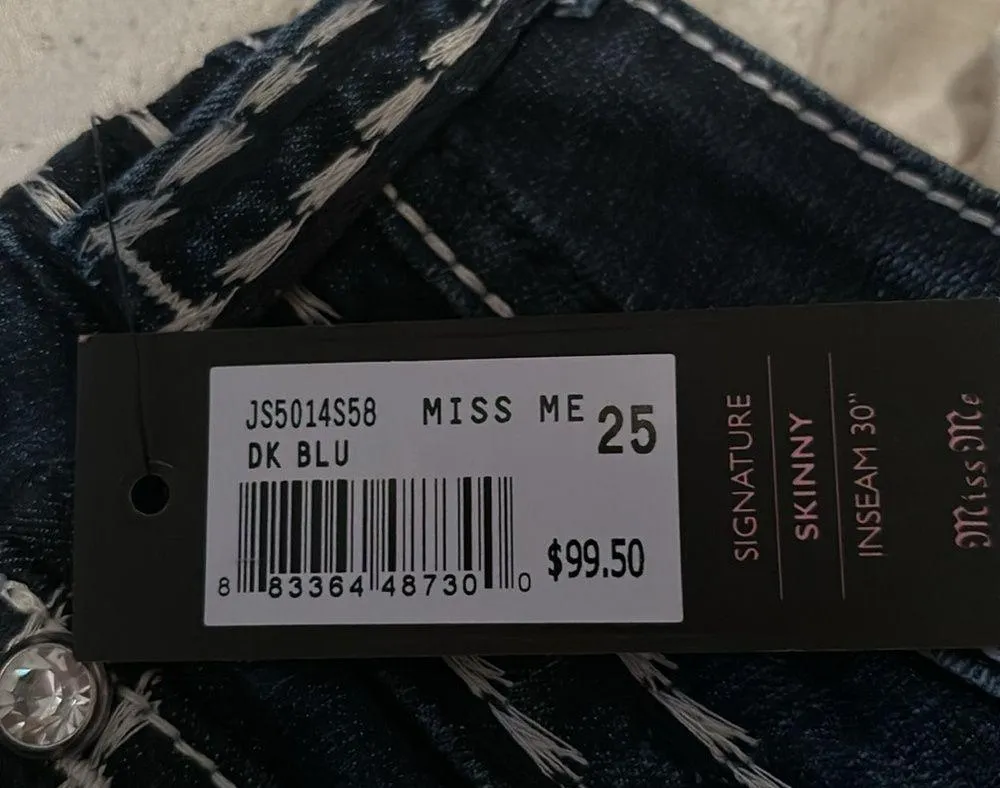 JS5014S58 MISS ME 25
DK BLU
$99.50
8 83364 48730 0
SIGNATURE
SKINNY
INSEAM 30"
Miss Me